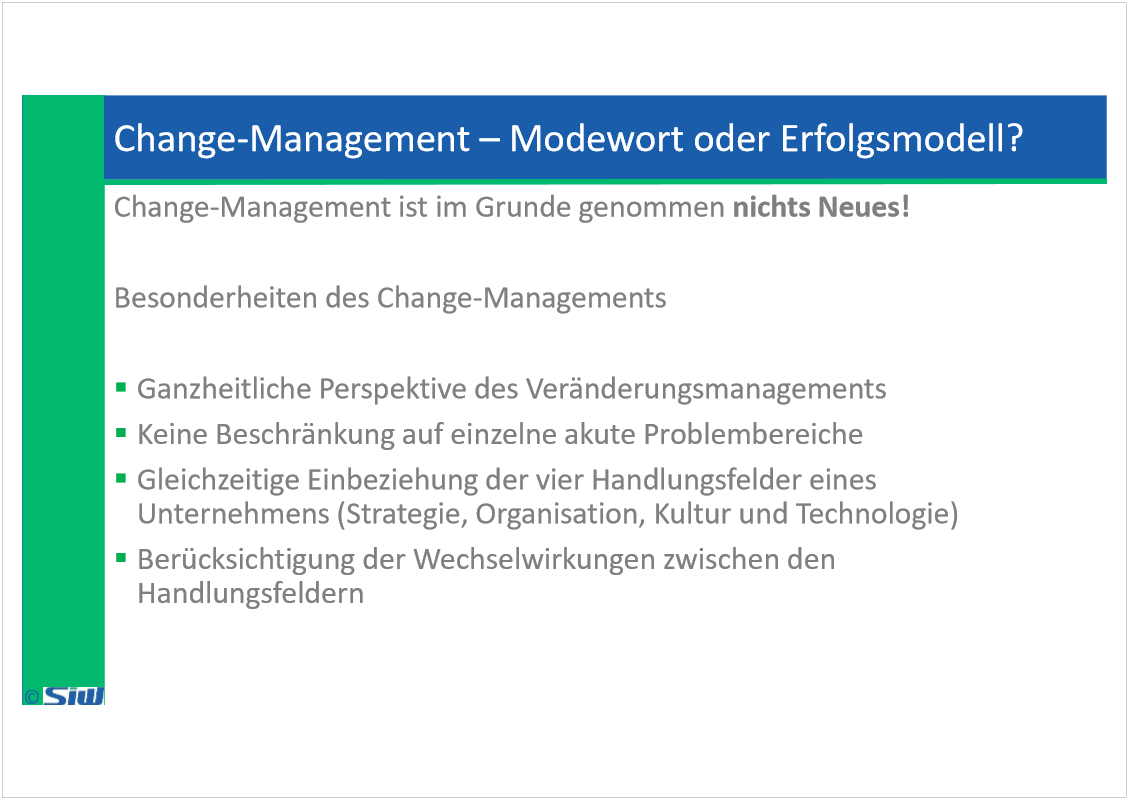 Change-Management – Modewort oder Erfolgsmodell?
Change-Management ist im Grunde genommen nichts Neues!
Besonderheiten des Change-Managements
▪ Ganzheitliche Perspektive des Veränderungsmanagements
▪ Keine Beschränkung auf einzelne akute Problembereiche
▪ Gleichzeitige Einbeziehung der vier Handlungsfelder eines
Unternehmens (Strategie, Organisation, Kultur und Technologie)
▪ Berücksichtigung der Wechselwirkungen zwischen den
Handlungsfeldern
© SiW